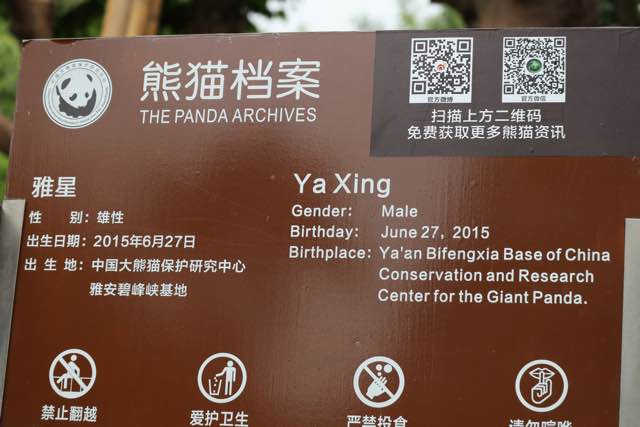 熊猫档案
THE PANDA ARCHIVES
官方微博
官方微信
扫描上方二维码
免费获取更多熊猫资讯
雅星
性 别：雄性
出生日期：2015年6月27日
出 生 地：中国大熊猫保护研究中心
雅安碧峰峡基地
Ya Xing
Gender: Male
Birthday: June 27, 2015
Birthplace: Ya'an Bifengxia Base of China
Conservation and Research
Center for the Giant Panda.
禁止翻越
爱护卫生
严禁投食
请勿喧哗